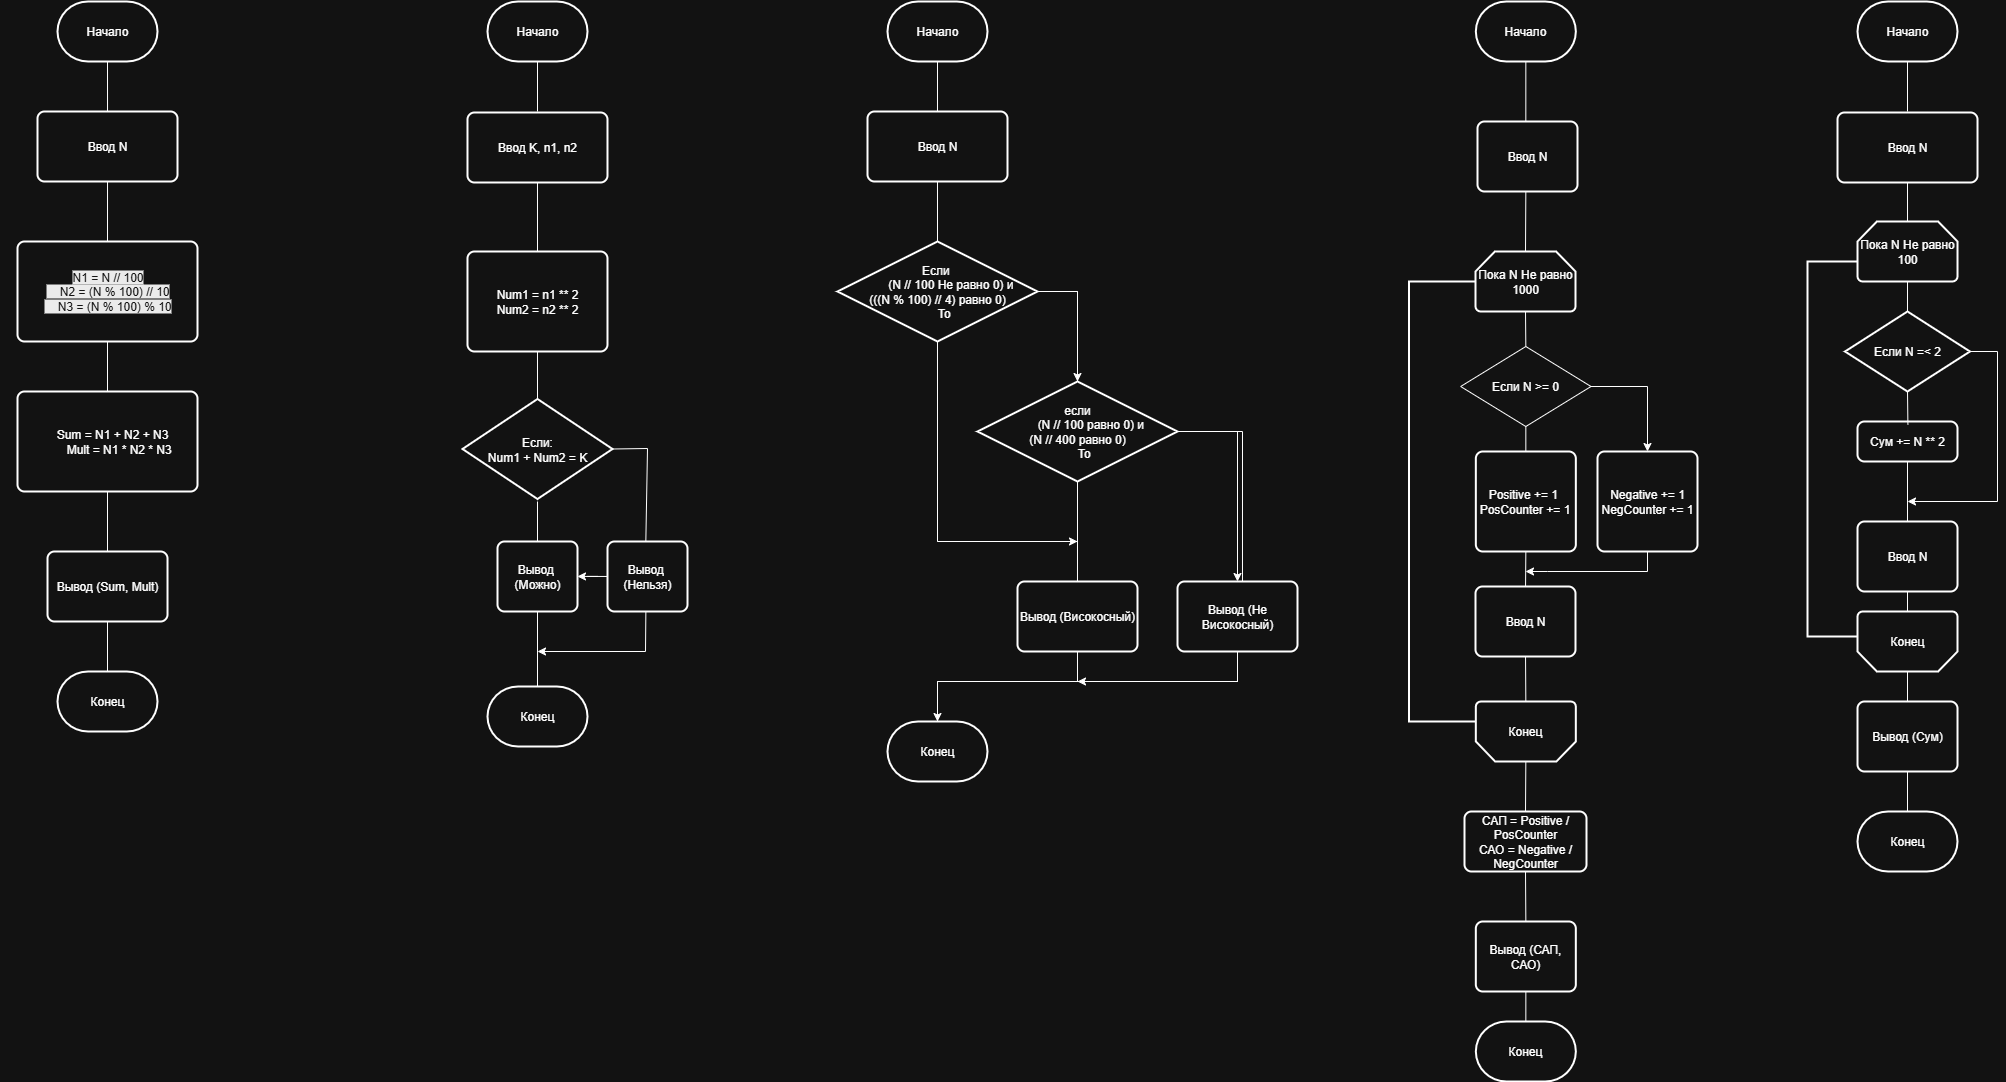 Начало
Ввод N
N1 = N // 100
N2 = (N % 100) // 10
N3 = (N % 100) % 10
Sum = N1 + N2 + N3
Mult = N1 * N2 * N3
Вывод (Sum, Mult)
Конец
Начало
Ввод K, n1, n2
Num1 = n1 ** 2
Num2 = n2 ** 2
Если:
Num1 + Num2 = K
Вывод
(Можно)
Вывод
(Нельзя)
Конец
Начало
Ввод N
Если
(N // 100 Не равно 0) и
(((N % 100) // 4) равно 0)
То
если
(N // 100 равно 0) и
(N // 400 равно 0)
То
Вывод (Високосный)
Вывод (Не
Високосный)
Конец
Начало
Ввод N
Пока N Не равно
1000
Если N >= 0
Positive += 1
PosCounter += 1
Negative += 1
NegCounter += 1
Ввод N
Конец
САП = Positive /
PosCounter
САО = Negative /
NegCounter
Вывод (САП,
САО)
Конец
Начало
Ввод N
Пока N Не равно
100
Если N =< 2
Сум += N ** 2
Ввод N
Конец
Вывод (Сум)
Конец